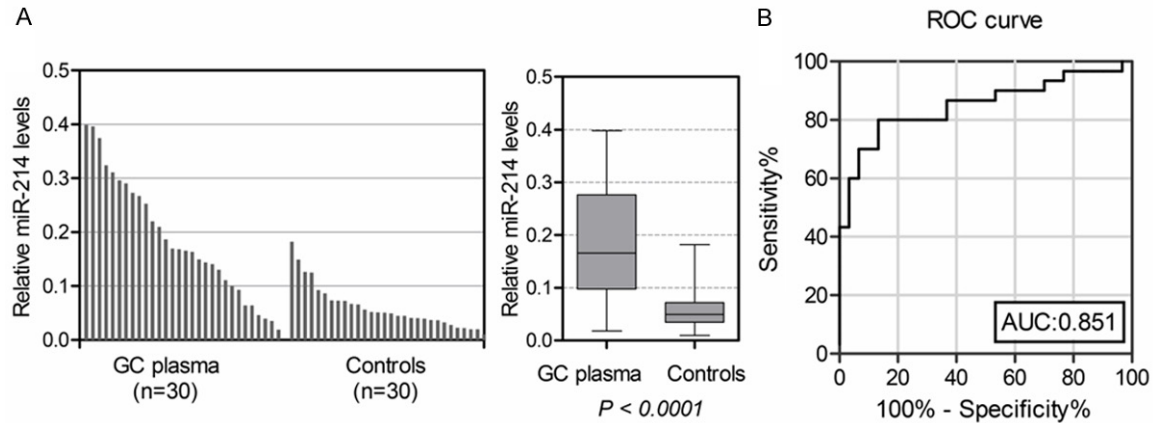 A
Relative miR-214 levels
0.5
0.4
0.3
0.2
0.1
0.0
GC plasma
(n=30)
Controls
(n=30)
Relative miR-214 levels
0.5
0.4
0.3
0.2
0.1
0.0
GC plasma
Controls
P < 0.0001
B
ROC curve
Sensitivity%
100
80
60
40
20
0
AUC:0.851
0 20 40 60 80 100
100% - Specificity%